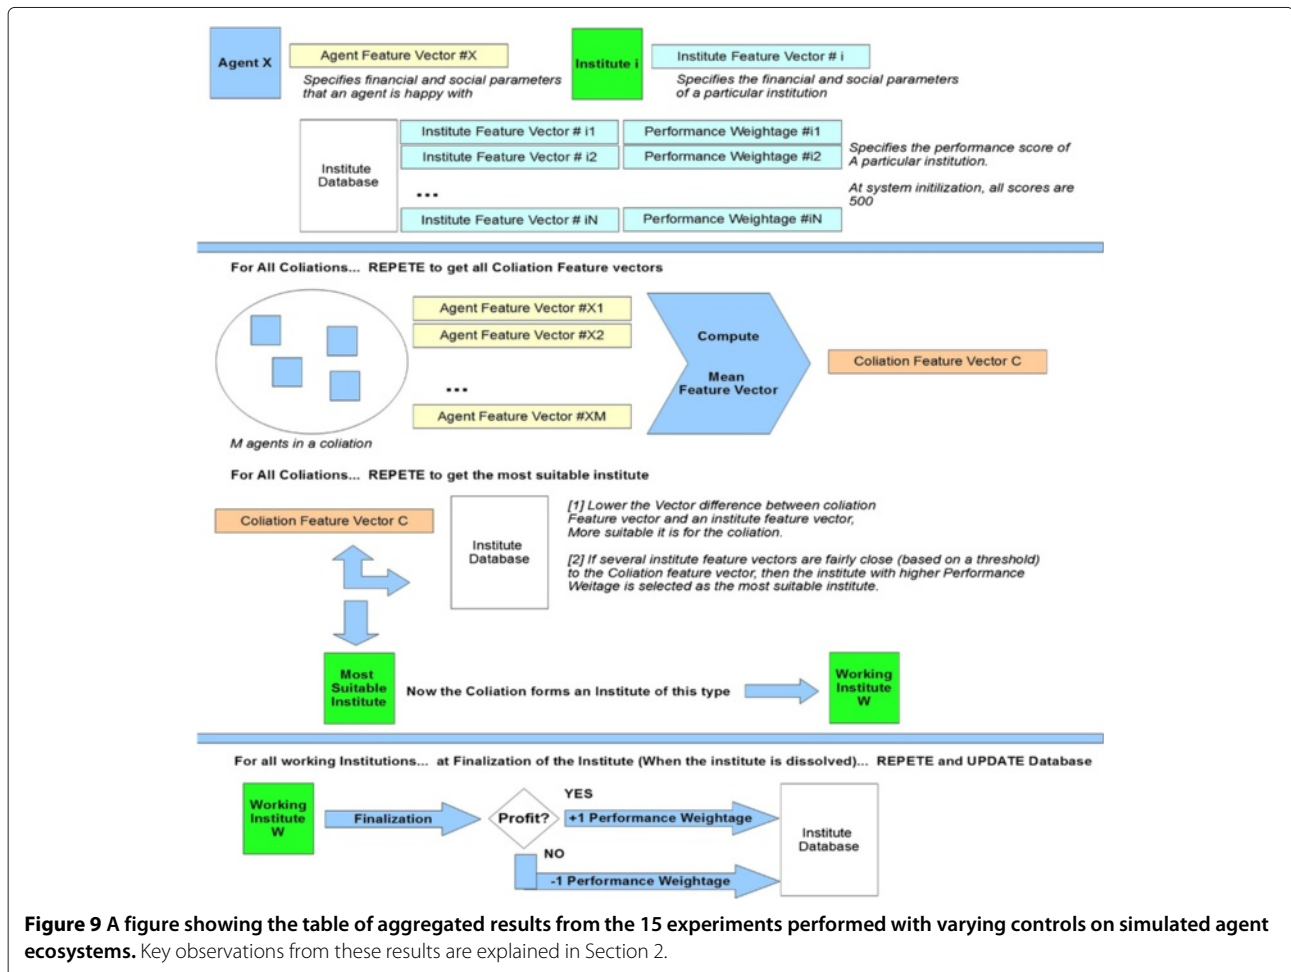 Agent X
Agent Feature Vector #X
Specifies financial and social parameters
that an agent is happy with
Institute i
Institute Feature Vector # i
Specifies the financial and social parameters
of a particular institution
Institute
Database
Institute Feature Vector # i1
Performance Weightage #i1
Institute Feature Vector # i2
Performance Weightage #i2
...
Institute Feature Vector # iN
Performance Weightage #iN
Specifies the performance score of
A particular institution.
At system initilization, all scores are
500
For All Coliations... REPETE to get all Coliation Feature vectors
Agent Feature Vector #X1
Agent Feature Vector #X2
...
Agent Feature Vector #XM
M agents in a coliation
Compute
Mean
Feature Vector
Coliation Feature Vector C
For All Coliations... REPETE to get the most suitable institute
Coliation Feature Vector C
Institute
Database
[1] Lower the Vector difference between coliation
Feature vector and an institute feature vector,
More suitable it is for the coliation.
[2] If several institute feature vectors are fairly close (based on a threshold)
to the Coliation feature vector, then the institute with higher Performance
Weitage is selected as the most suitable institute.
Most
Suitable
Institute
Now the Coliation forms an Institute of this type
Working
Institute
W
For all working Institutions... at Finalization of the Institute (When the institute is dissolved)... REPETE and UPDATE Database
Working
Institute
W
Finalization
Profit?
YES
+1 Performance Weightage
NO
-1 Performance Weightage
Institute
Database
Figure 9 A figure showing the table of aggregated results from the 15 experiments performed with varying controls on simulated agent
ecosystems. Key observations from these results are explained in Section 2.